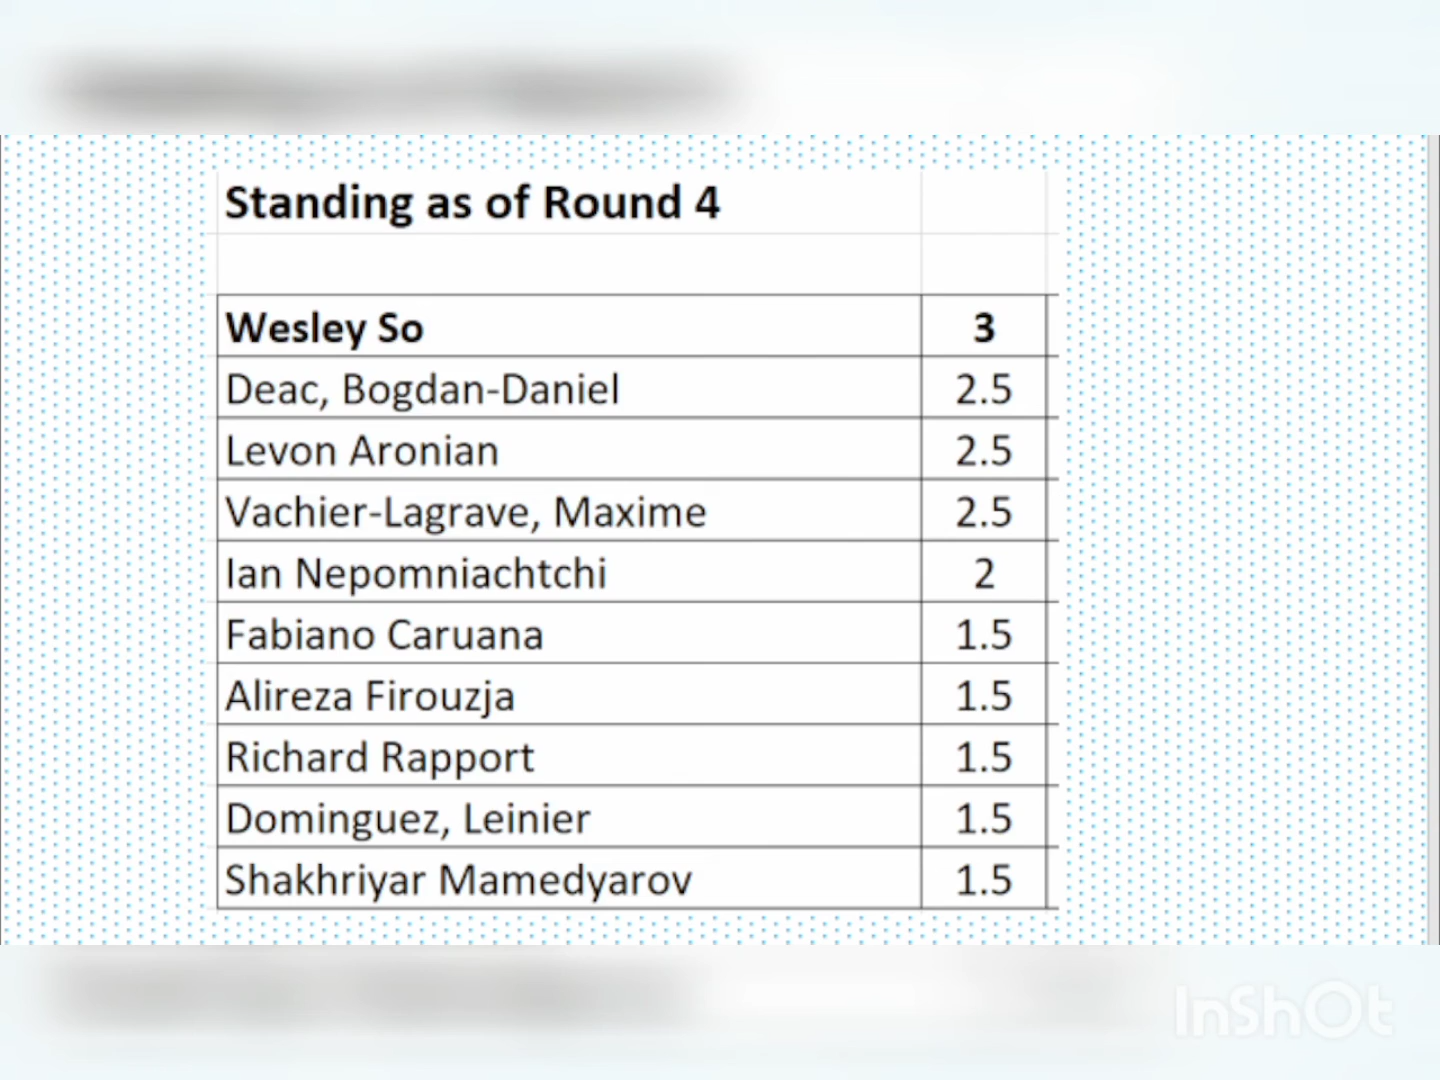 Standing as of Round 4
Wesley So 3
Deac, Bogdan-Daniel 2.5
Levon Aronian 2.5
Vachier-Lagrave, Maxime 2.5
Ian Nepomniachtchi 2
Fabiano Caruana 1.5
Alireza Firouzja 1.5
Richard Rapport 1.5
Dominguez, Leinier 1.5
Shakhriyar Mamedyarov 1.5
InShOt